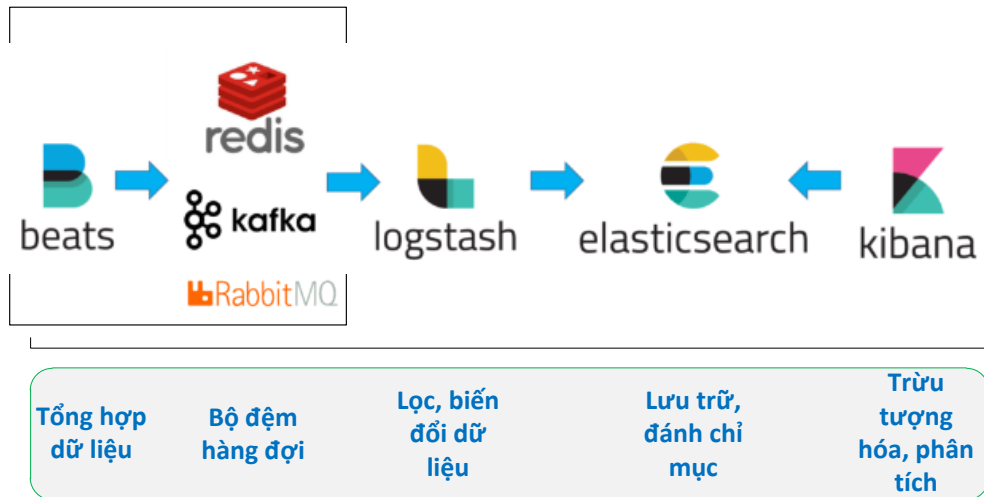 redis
kafka
RabbitMQ
beats
logstash
elasticsearch
kibana
Tổng hợp
dữ liệu
Bộ đệm
hàng đợi
Lọc, biến
đổi dữ
liệu
Lưu trữ,
đánh chỉ
mục
Trừu
tượng
hóa, phân
tích